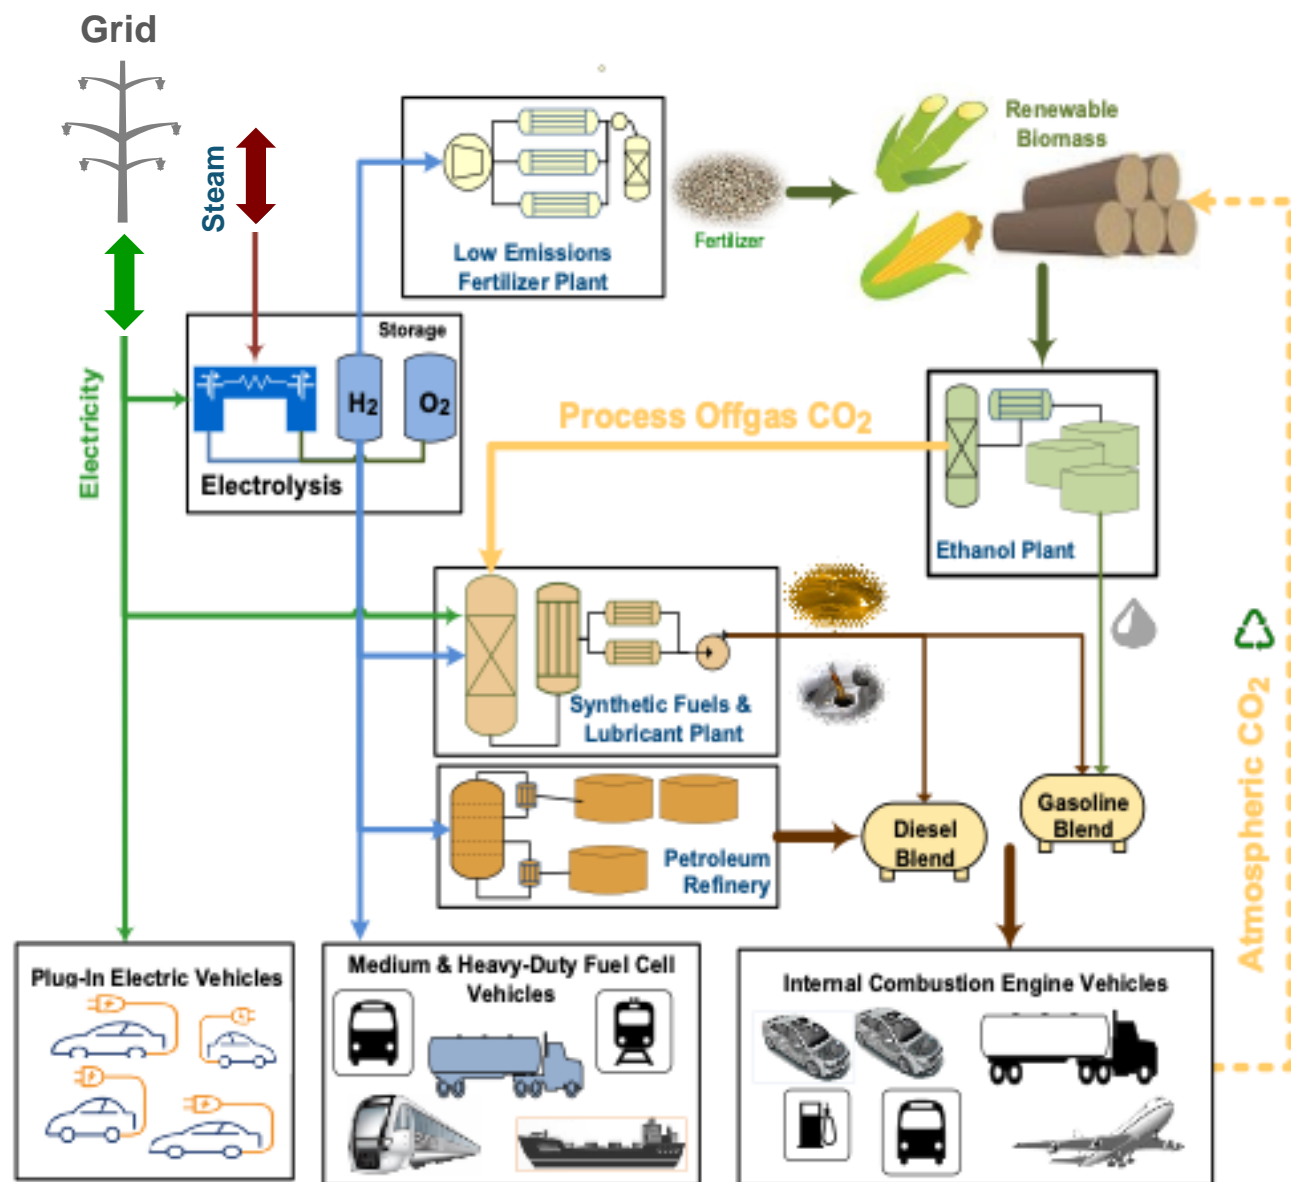 Grid
Steam
Renewable
Biomass
Low Emissions
Fertilizer Plant
Fertilizer
Storage
H2
O2
Electrolysis
Electricity
Process Offgas CO2
Ethanol Plant
Synthetic Fuels &
Lubricant Plant
Petroleum
Refinery
Diesel
Blend
Gasoline
Blend
Atmospheric CO2
Plug-In Electric Vehicles
Medium & Heavy-Duty Fuel Cell
Vehicles
Internal Combustion Engine Vehicles